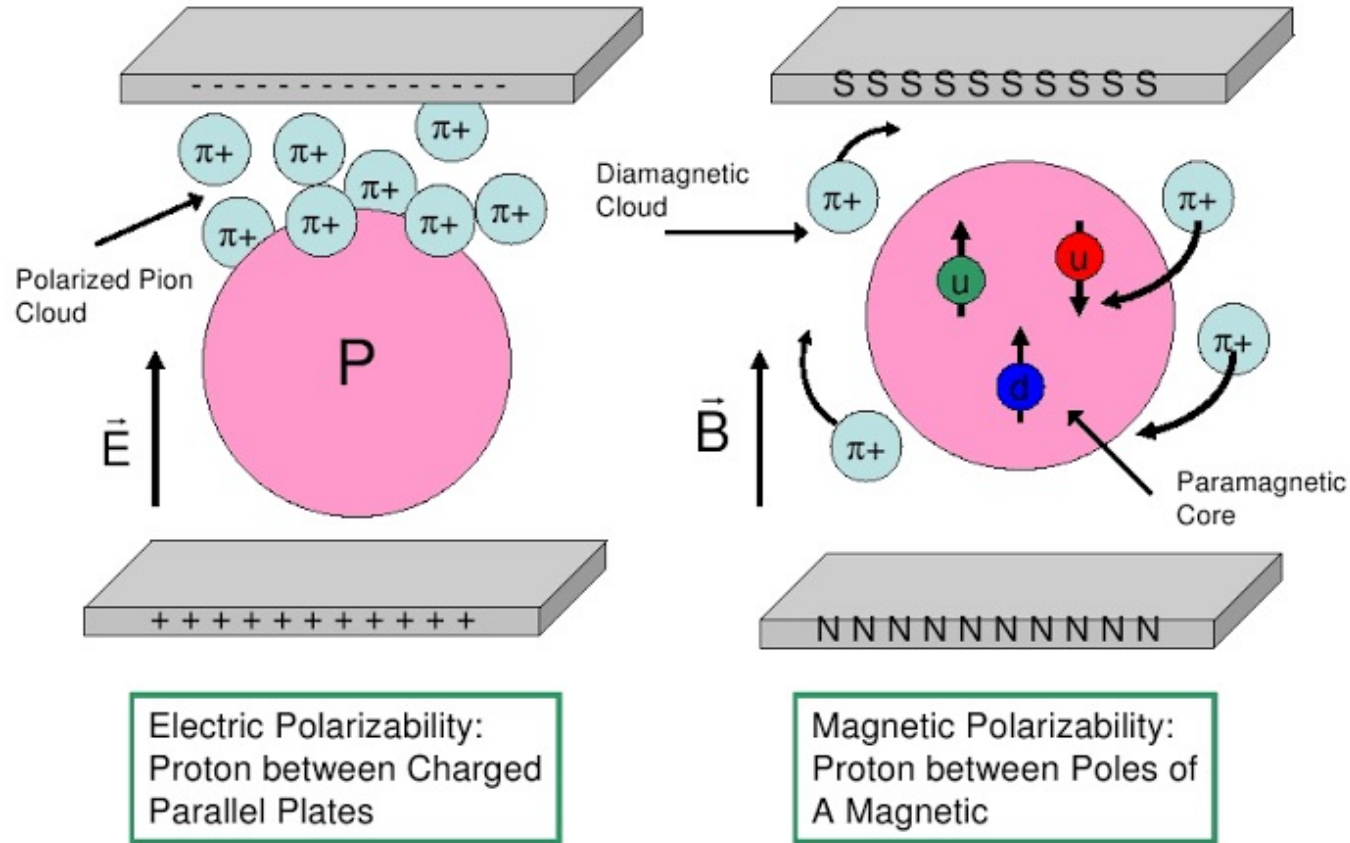 - - - - - - - - - - - - - - -
π+ π+ π+
π+
π+ π+ π+ π+
Polarized Pion
Cloud
P
E
+ + + + + + + + + + +
Electric Polarizability:
Proton between Charged
Parallel Plates
S S S S S S S S S S
Diamagnetic
Cloud
π+ π+
u u
π+
d
B
π+
Paramagnetic
Core
N N N N N N N N N N
Magnetic Polarizability:
Proton between Poles of
A Magnetic